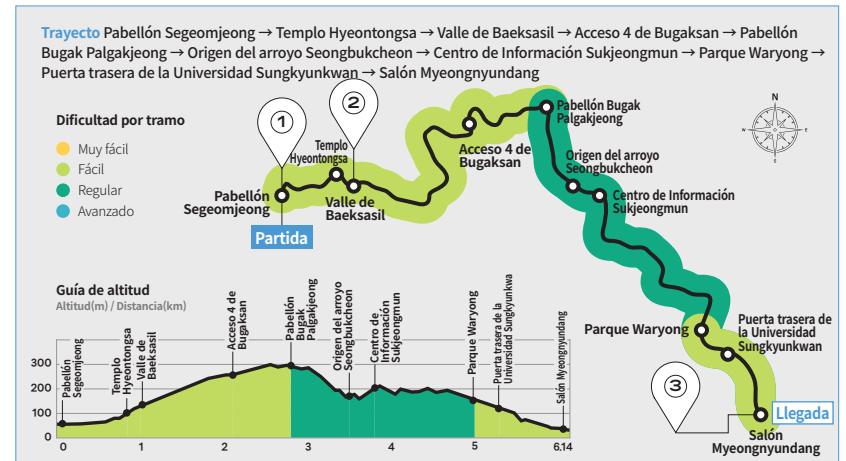 Trayecto Pabellón Segeomjeong → Templo Hyeontongsa → Valle de Baeksasil → Acceso 4 de Bugaksan → Pabellón
Bugak Palgakjeong → Origen del arroyo Seongbukcheon → Centro de Información Sukjeongmun → Parque Waryong →
Puerta trasera de la Universidad Sungkyunkwan → Salón Myeongnyundang
Dificultad por tramo
Muy fácil
Fácil
Regular
Avanzado
1
2
Templo
Hyeontongsa
Pabellón
Segeomjeong
Partida
Valle de
Baeksasil
Acceso 4 de
Bugaksan
Pabellón Bugak
Palgakjeong
N
E
S
Origen del arroyo
Seongbukcheon
Centro de Información
Sukjeongmun
Parque Waryong
Puerta trasera de
la Universidad
Sungkyunkwan
3
Llegada
Salón
Myeongnyundang
Guía de altitud
Altitud(m) / Distancia(km)
300
200
100
0
Pabellón
Segeomjeong
Templo
Hyeontongsa
Valle de
Baeksasil
Acceso 4 de
Bugaksan
Pabellón
Bugak
Palgakjeong
Origen del arroyo
Seongbukcheon
Centro de
Información
Sukjeongmun
Parque Waryong
Puerta trasera de la
Universidad Sungkyunkwa
Salón Myeongnyundang
0
1
2
3
4
5
6.14